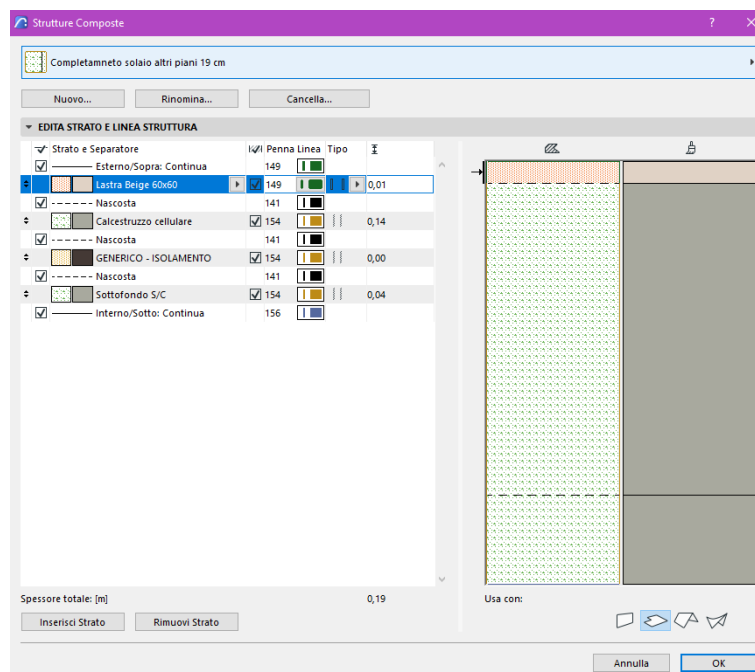 Strutture Composte ?
Completamneto solaio altri piani 19 cm
Nuovo... Rinomina... Cancella...
EDITA STRATO E LINEA STRUTTURA
Strato e Separatore Penna Linea Tipo
Esterno/Sopra: Continua 149
Lastra Beige 60x60 149 0,01
Nascosta 141
Calcestruzzo cellulare 154 0,14
Nascosta 141
GENERICO - ISOLAMENTO 154 0,00
Nascosta 141
Sottofondo S/C 154 0,04
Interno/Sotto: Continua 156
Spessore totale: [m] 0,19 Usa con:
Inserisci Strato Rimuovi Strato
Annulla OK